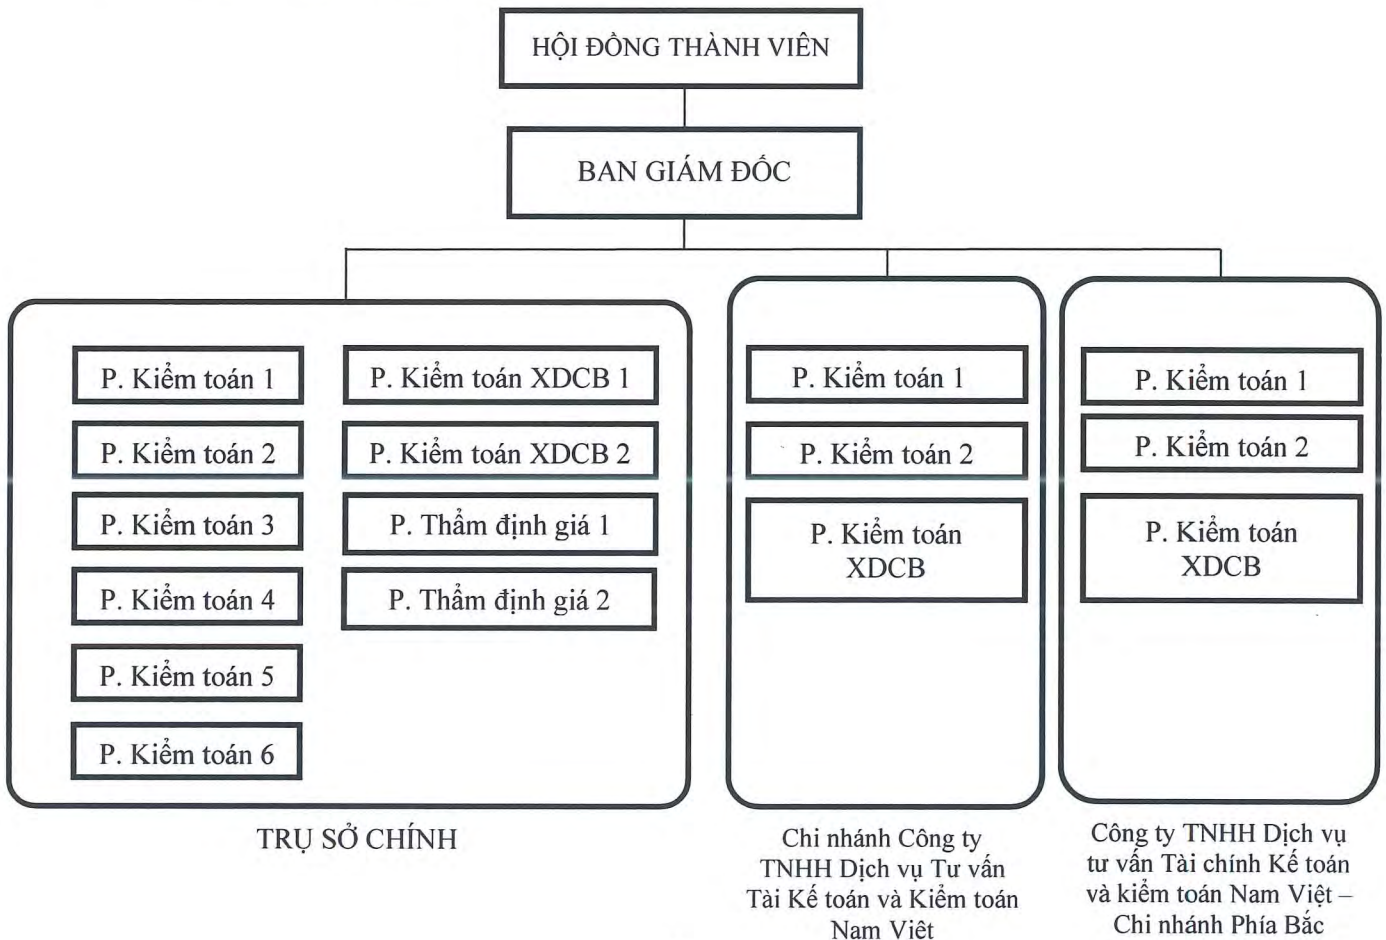 HỘI ĐỒNG THÀNH VIÊN
BAN GIÁM ĐỐC
P. Kiểm toán 1
P. Kiểm toán 2
P. Kiểm toán 3
P. Kiểm toán 4
P. Kiểm toán 5
P. Kiểm toán 6
P. Kiểm toán XDCB 1
P. Kiểm toán XDCB 2
P. Thẩm định giá 1
P. Thẩm định giá 2
TRỤ SỞ CHÍNH
P. Kiểm toán 1
P. Kiểm toán 2
P. Kiểm toán
XDCB
Chi nhánh Công ty
TNHH Dịch vụ Tư vấn
Tài Kế toán và Kiểm toán
Nam Việt
P. Kiểm toán 1
P. Kiểm toán 2
P. Kiểm toán
XDCB
Công ty TNHH Dịch vụ
tư vấn Tài chính Kế toán
và kiểm toán Nam Việt –
Chi nhánh Phía Bắc